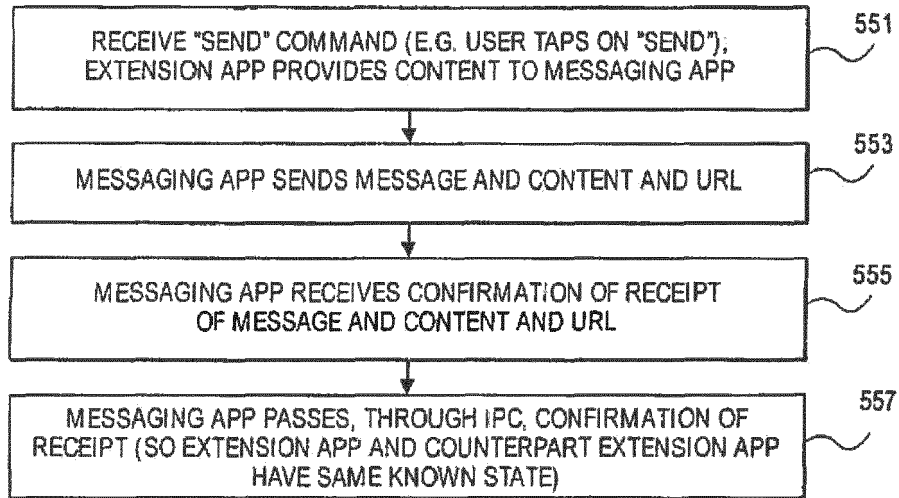 RECEIVE "SEND" COMMAND (E.G. USER TAPS ON "SEND");
EXTENSION APP PROVIDES CONTENT TO MESSAGING APP
551
MESSAGING APP SENDS MESSAGE AND CONTENT AND URL
553
MESSAGING APP RECEIVES CONFIRMATION OF RECEIPT
OF MESSAGE AND CONTENT AND URL
555
MESSAGING APP PASSES, THROUGH IPC, CONFIRMATION OF
RECEIPT (SO EXTENSION APP AND COUNTERPART EXTENSION APP
HAVE SAME KNOWN STATE)
557